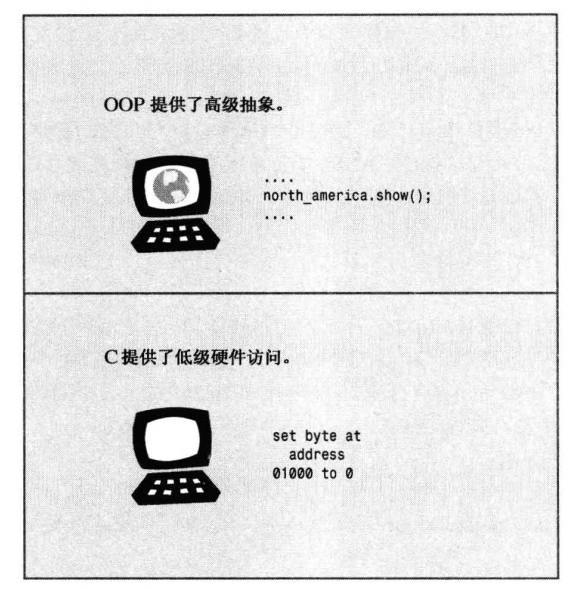 OOP 提供了高级抽象。
....
north_america.show();
....
C提供了低级硬件访问。
set byte at
address
01000 to 0